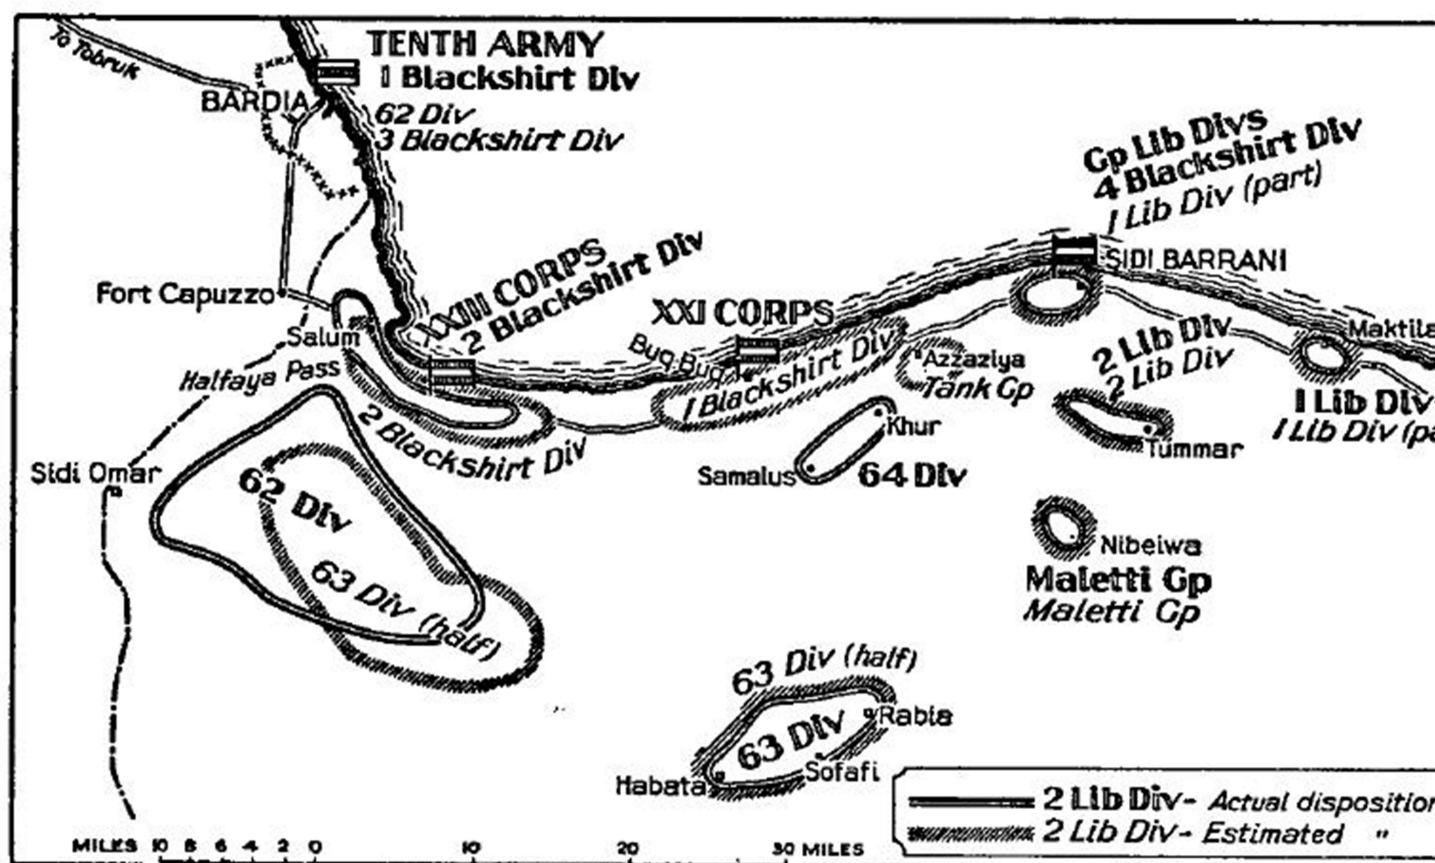 To Tobruk
TENTH ARMY
1 Blackshirt Div
BARDIA
62 Div
3 Blackshirt Div
Gp Lib Divs
4 Blackshirt Div
1 Lib Div (part)
SIDI BARRANI
Fort Capuzzo
XXIII CORPS
2 Blackshirt Div
XXI CORPS
Salum
Buq Buq
1 Blackshirt Div
Azzaziya
Tank Gp
2 Lib Div
2 Lib Div
Maktila
Halfaya Pass
2 Blackshirt Div
1 Lib Div
1 Lib Div (pa
Khur
Samalus
64 Div
Tummar
Sidi Omar
62 Div
63 Div (half)
Nibeiwa
Maletti Gp
Maletti Gp
63 Div (half)
63 Div
Rabia
Sofafi
Habata
2 Lib Div - Actual disposition
2 Lib Div - Estimated "
MILES 10 8 6 4 2 0 10 20 30 MILES